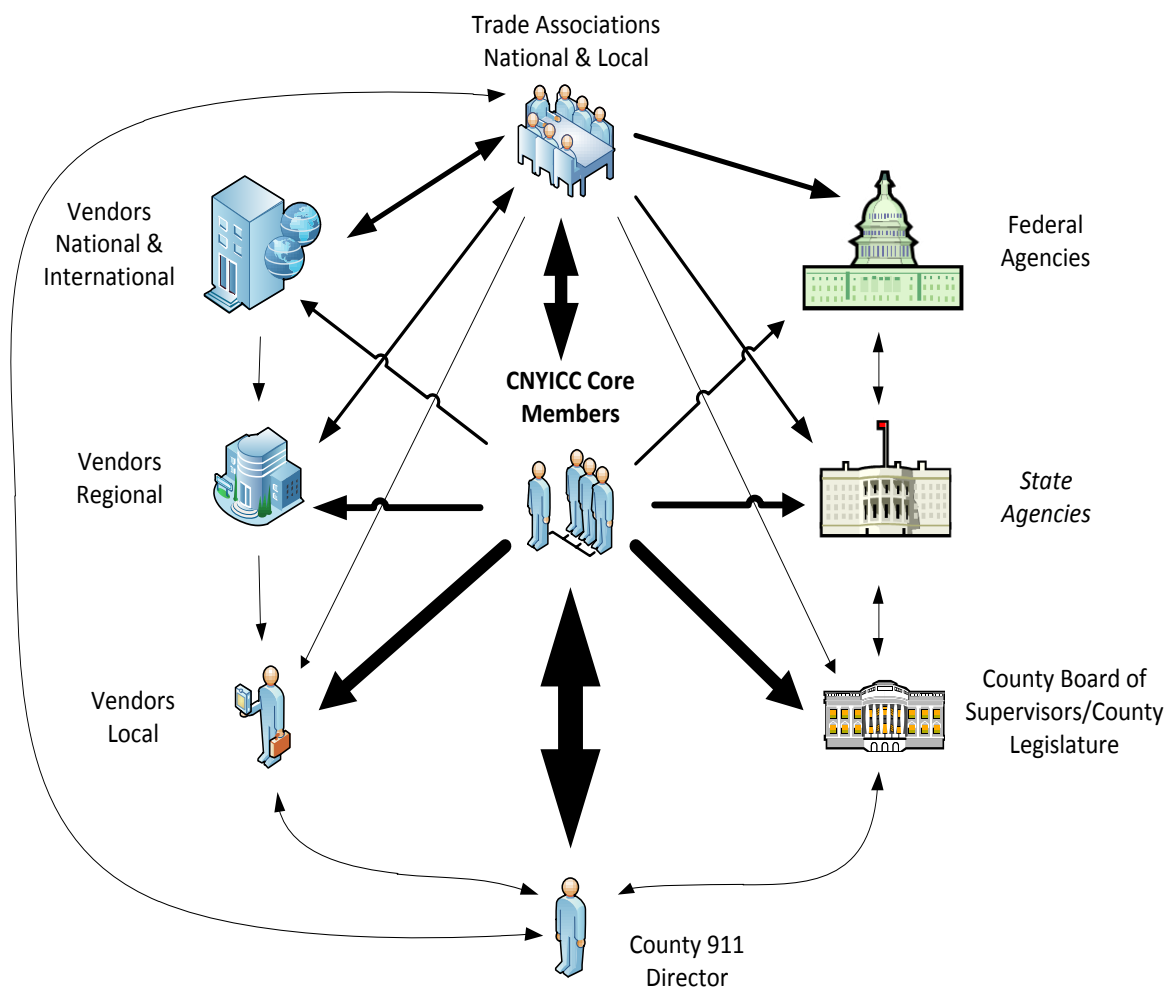 Trade Associations
National & Local
Vendors
National &
International
Federal
Agencies
CNYICC Core
Members
Vendors
Regional
State
Agencies
Vendors
Local
County Board of
Supervisors/County
Legislature
County 911
Director